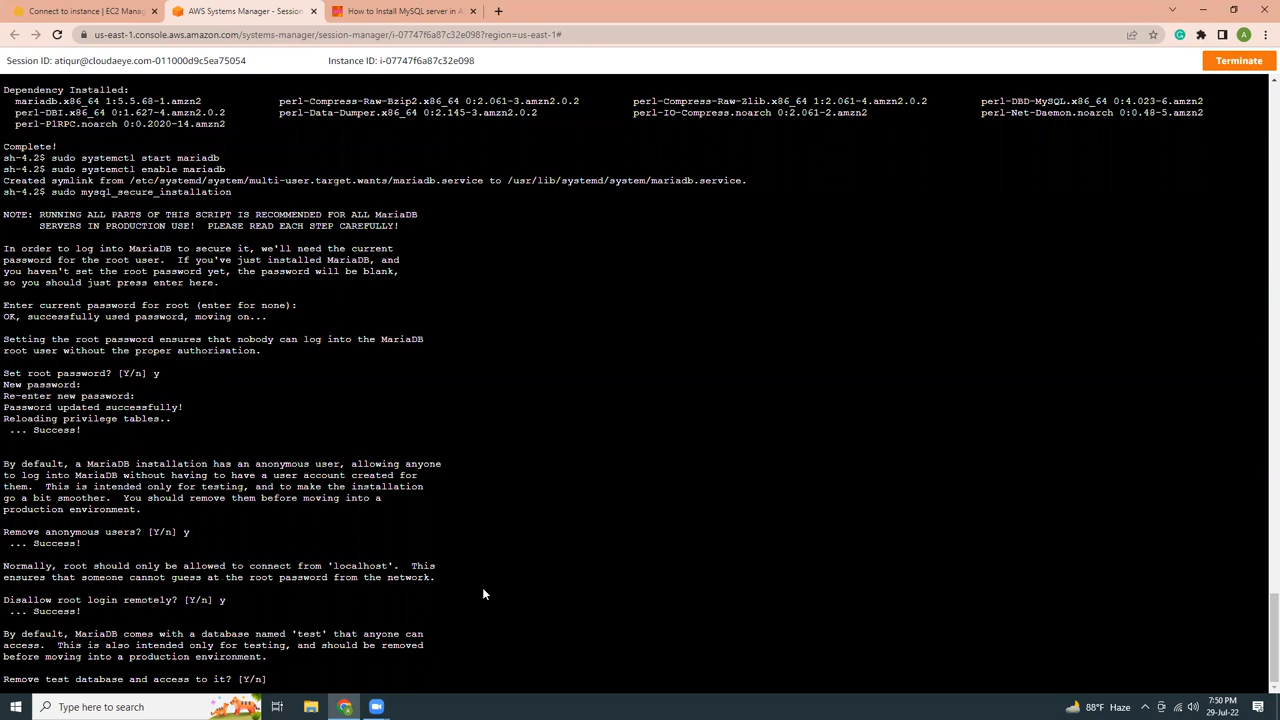 Connect to instance | EC2 Manag
AWS Systems Manager - Session
How to Install MySQL server in A
us-east-1.console.aws.amazon.com/systems-manager/session-manager/i-07747f6a87c32e098?region=us-east-1#
A
Session ID: atiqur@cloudaeye.com-011000d9c5ea75054 Instance ID: i-07747f6a87c32e098
Terminate
Dependency Installed:
mariadb.x86_64 1:5.5.68-1.amzn2 perl-Compress-Raw-Bzip2.x86_64 0:2.061-3.amzn2.0.2 perl-Compress-Raw-Zlib.x86_64 1:2.061-4.amzn2.0.2 perl-DBD-MySQL.x86_64 0:4.023-6.amzn2
perl-DBI.x86_64 0:1.627-4.amzn2.0.2 perl-Data-Dumper.x86_64 0:2.145-3.amzn2.0.2 perl-IO-Compress.noarch 0:2.061-2.amzn2 perl-Net-Daemon.noarch 0:0.48-5.amzn2
perl-PlRPC.noarch 0:0.2020-14.amzn2
Complete!
sh-4.2$ sudo systemctl start mariadb
sh-4.2$ sudo systemctl enable mariadb
Created symlink from /etc/systemd/system/multi-user.target.wants/mariadb.service to /usr/lib/systemd/system/mariadb.service.
sh-4.2$ sudo mysql_secure_installation
NOTE: RUNNING ALL PARTS OF THIS SCRIPT IS RECOMMENDED FOR ALL MariaDB
SERVERS IN PRODUCTION USE! PLEASE READ EACH STEP CAREFULLY!
In order to log into MariaDB to secure it, we'll need the current
password for the root user. If you've just installed MariaDB, and
you haven't set the root password yet, the password will be blank,
so you should just press enter here.
Enter current password for root (enter for none):
OK, successfully used password, moving on...
Setting the root password ensures that nobody can log into the MariaDB
root user without the proper authorisation.
Set root password? [Y/n] y
New password:
Re-enter new password:
Password updated successfully!
Reloading privilege tables..
... Success!
By default, a MariaDB installation has an anonymous user, allowing anyone
to log into MariaDB without having to have a user account created for
them. This is intended only for testing, and to make the installation
go a bit smoother. You should remove them before moving into a
production environment.
Remove anonymous users? [Y/n] y
... Success!
Normally, root should only be allowed to connect from 'localhost'. This
ensures that someone cannot guess at the root password from the network.
Disallow root login remotely? [Y/n] y
... Success!
By default, MariaDB comes with a database named 'test' that anyone can
access. This is also intended only for testing, and should be removed
before moving into a production environment.
Remove test database and access to it? [Y/n]
Type here to search
88°F Haze
7:50 PM
29-Jul-22